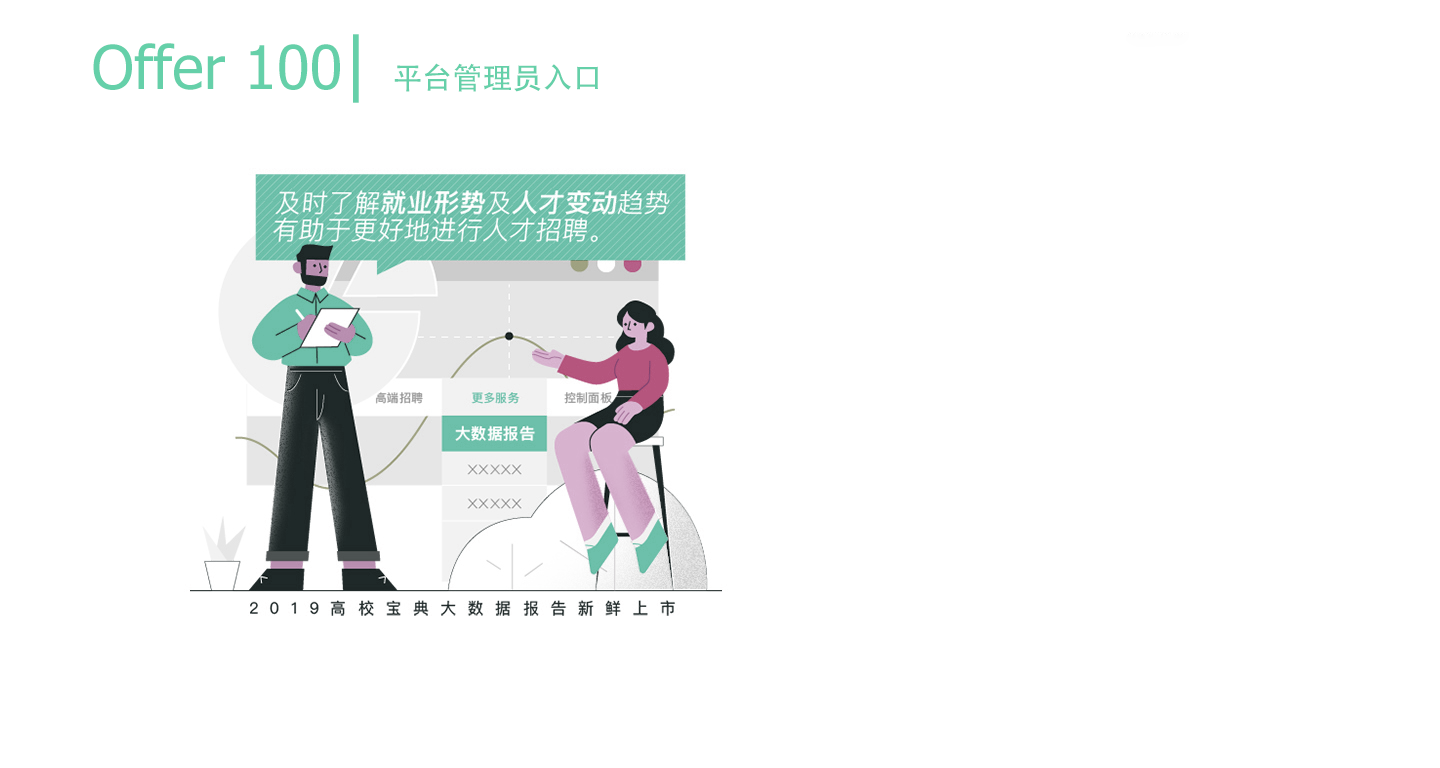 Offer 100
平台管理员入口
及时了解就业形势及人才变动趋势
有助于更好地进行人才招聘。
高端招聘
更多服务
控制面板
大数据报告
XXXXX
XXXXX
2019高校宝典大数据报告新鲜上市